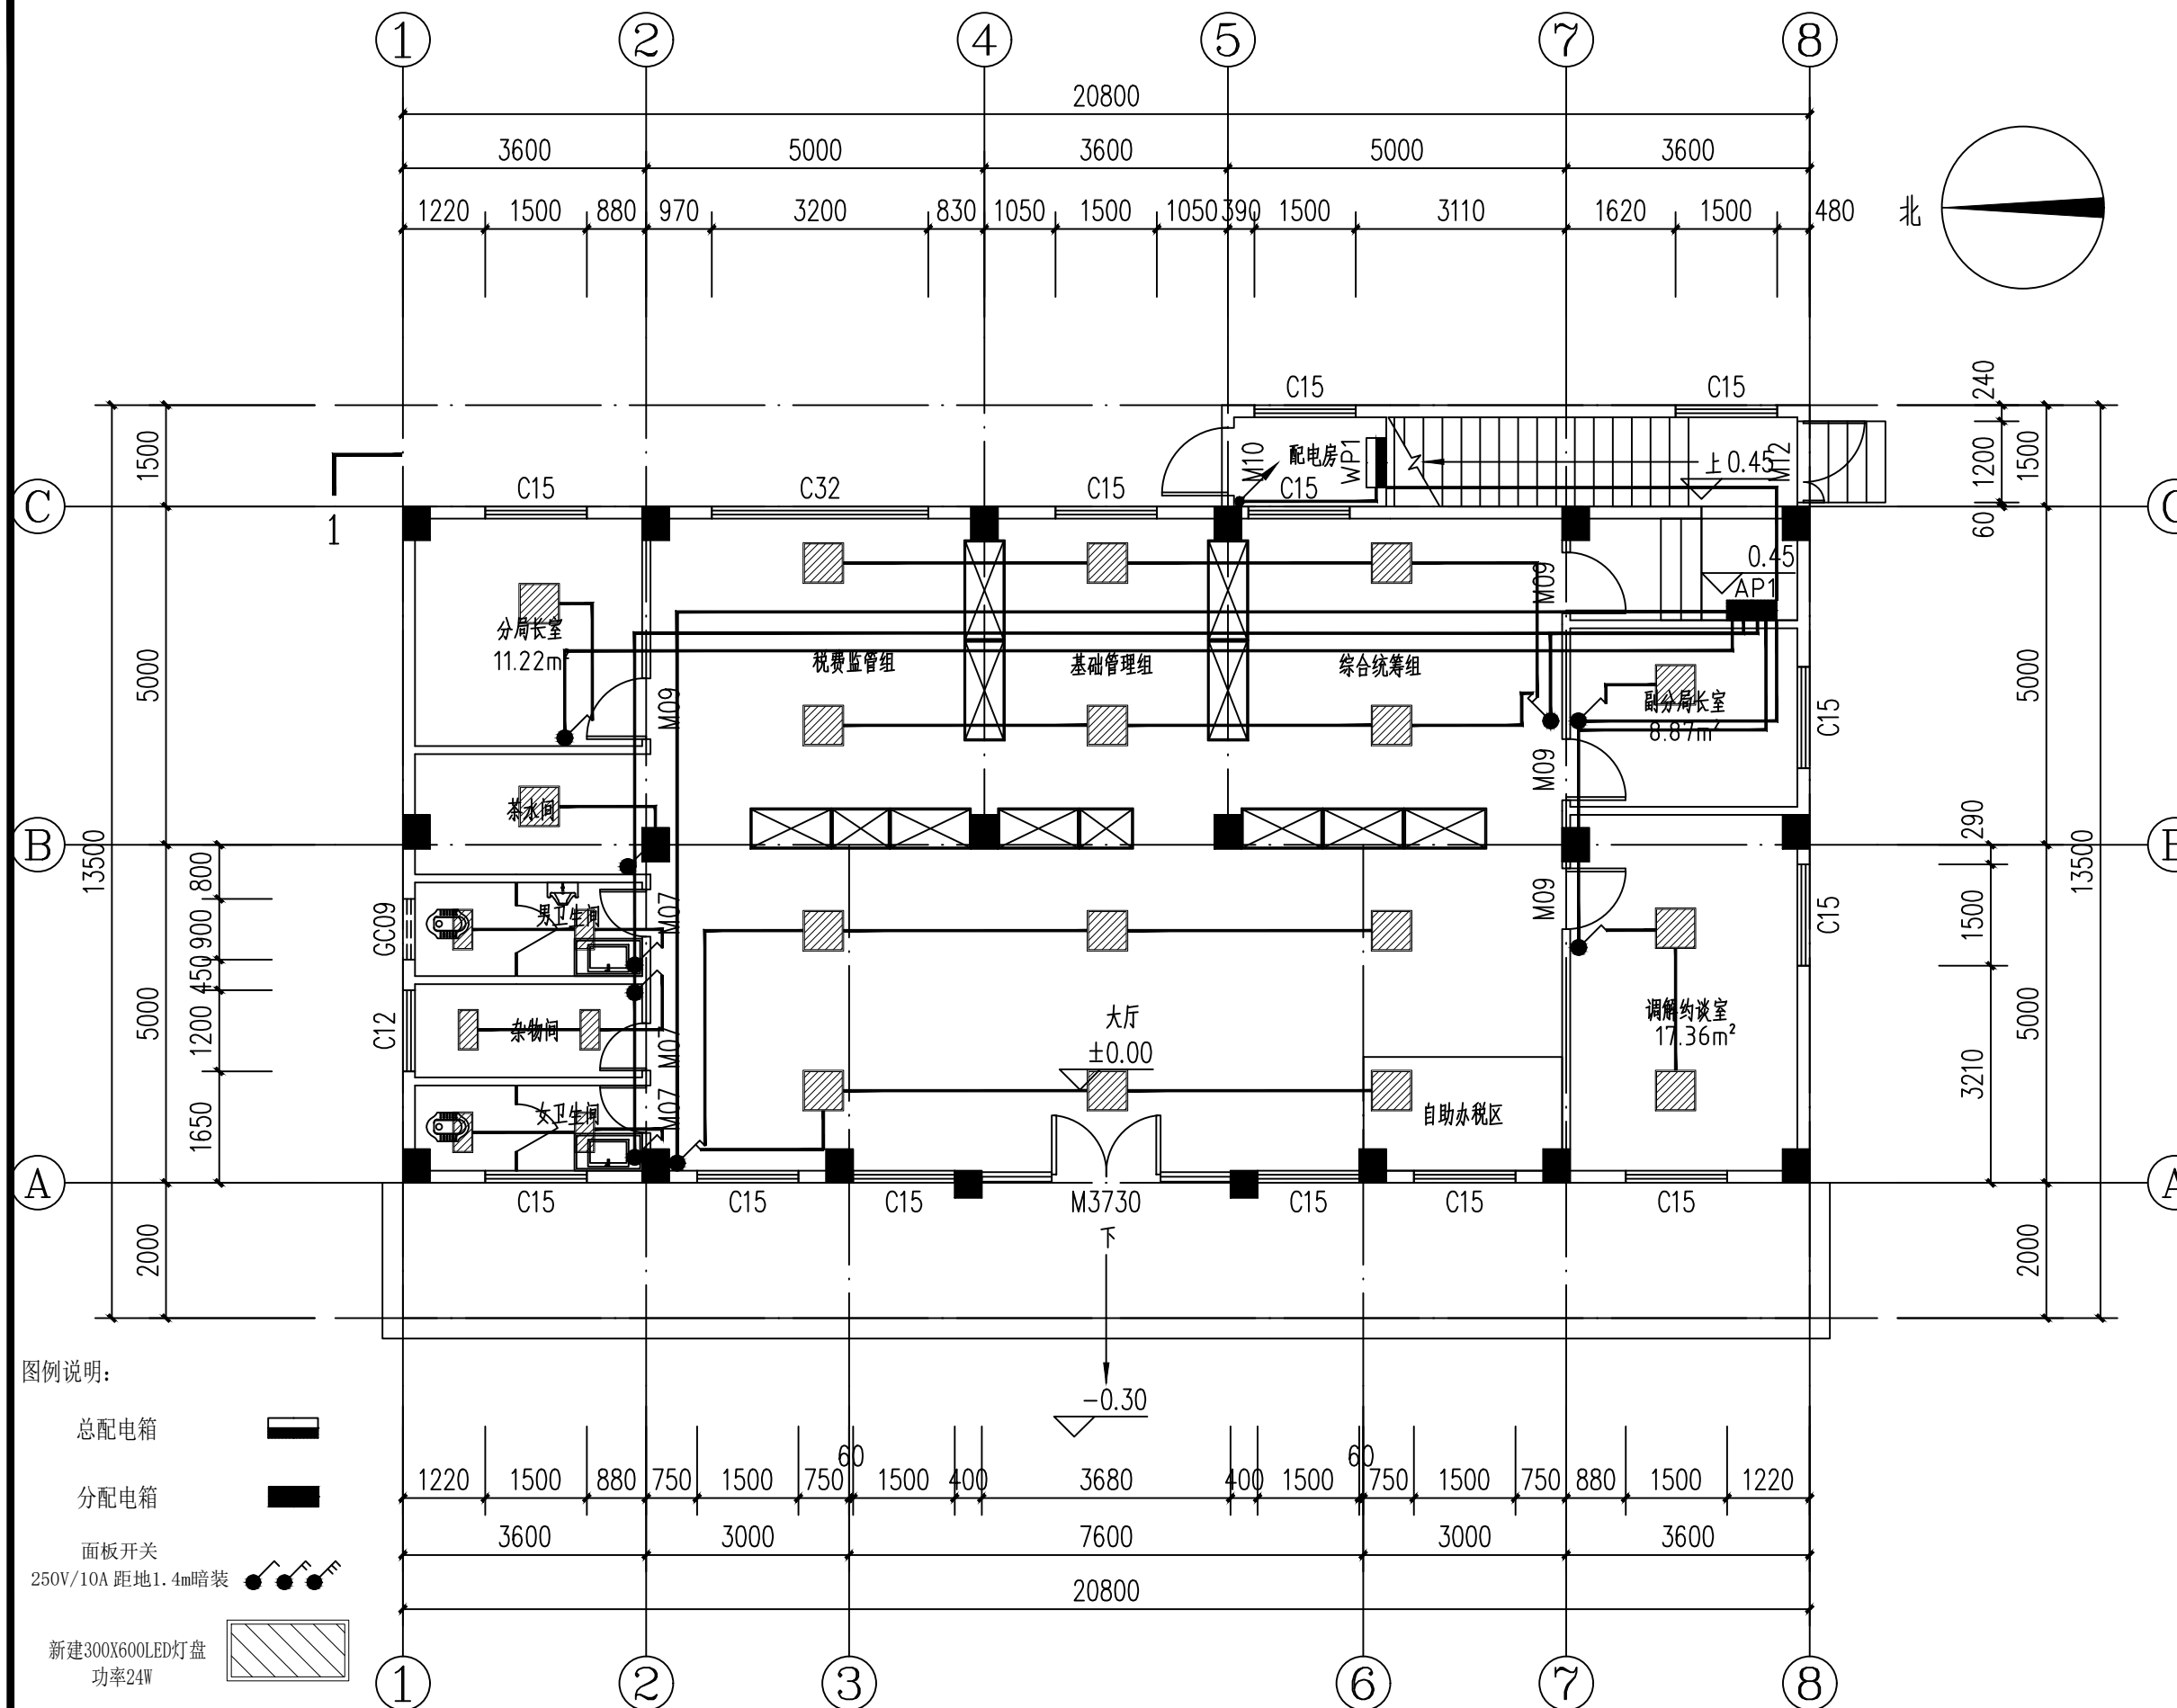 1 2 4 5 7 8
20800
3600 5000 3600 5000 3600
1220 1500 880 970 3200 830 1050 1500 1050 390 1500 3110 1620 1500 480
北
C15 C15
240
1500
1200 1500
M10 配电房 WP1 上0.45 M12
C15 C32 C15 C15
C C
1
60
0.45
AP1
M09
分局长室
11.22m²
税费监管组 基础管理组 综合统筹组
5000 5000
M09
副分局长室
8.87m²
C15
M09
茶水间
290
B B
13500 13500
800
M09
GC09 男卫生间 M07
900
C15
1500
450
调解约谈室
17.36m²
大厅
±0.00
5000 5000
1200
C12 杂物间 M07
3210
女卫生间 M07
自助办税区
1650
A A
C15 C15 C15 M3730 C15 C15 C15
下
2000 2000
-0.30
图例说明:
总配电箱
分配电箱
面板开关
250V/10A 距地1.4m暗装
新建300X600LED灯盘
功率24W
60 60
1220 1500 880 750 1500 750 1500 400 3680 400 1500 750 1500 750 880 1500 1220
3600 3000 7600 3000 3600
20800
1 2 3 6 7 8